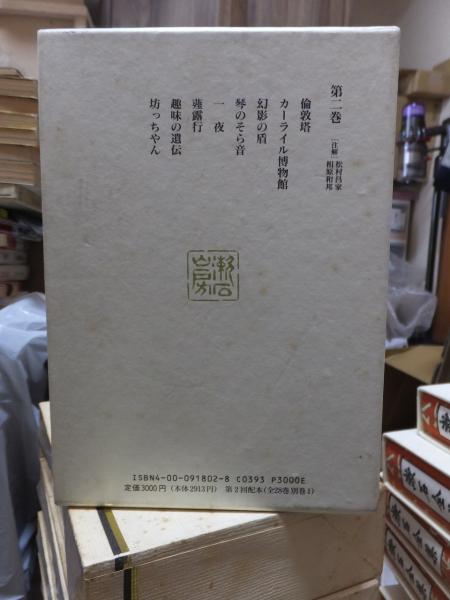 第二巻 〔注解〕 松村昌家
相原和邦
倫敦塔
カーライル博物館
幻影の盾
琴のそら音
一夜
薤露行
趣味の遺伝
坊っちゃん
漱石
ISBN4-00-091802-8 C0393 P3000E
定価3000円（本体2913円） 第2回配本（全28巻別巻1）